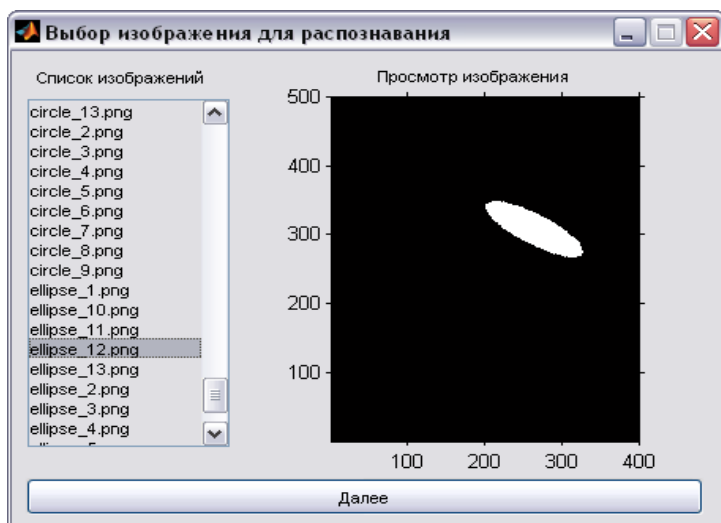 Выбор изображения для распознавания
Список изображений
circle_13.png
circle_2.png
circle_3.png
circle_4.png
circle_5.png
circle_6.png
circle_7.png
circle_8.png
circle_9.png
ellipse_1.png
ellipse_10.png
ellipse_11.png
ellipse_12.png
ellipse_13.png
ellipse_2.png
ellipse_3.png
ellipse_4.png
Просмотр изображения
500
400
300
200
100
100 200 300 400
Далее